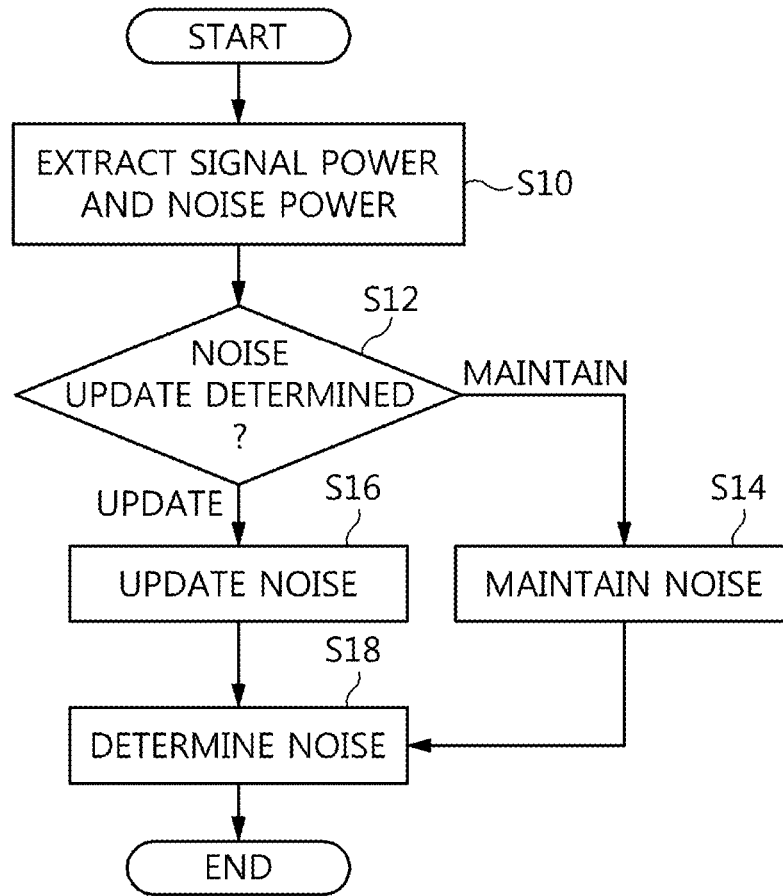 START
EXTRACT SIGNAL POWER
AND NOISE POWER
S10
S12
NOISE
UPDATE DETERMINED
?
MAINTAIN
UPDATE
S16
S14
UPDATE NOISE
MAINTAIN NOISE
S18
DETERMINE NOISE
END